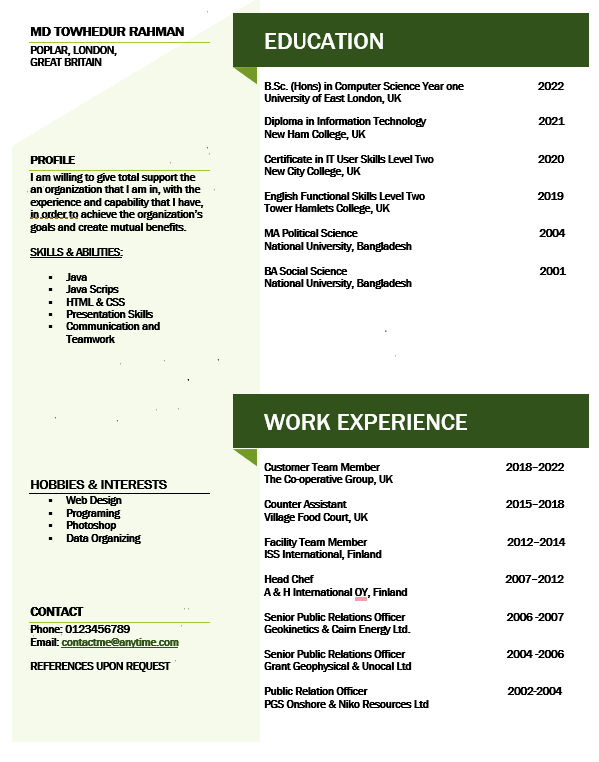 MD TOWHEDUR RAHMAN
POPLAR, LONDON,
GREAT BRITAIN
PROFILE
I am willing to give total support the
an organization that I am in, with the
experience and capability that I have,
in order to achieve the organization's
goals and create mutual benefits.
SKILLS & ABILITIES:
▪ Java
▪ Java Scrips
▪ HTML & CSS
▪ Presentation Skills
▪ Communication and
Teamwork
HOBBIES & INTERESTS
▪ Web Design
▪ Programing
▪ Photoshop
▪ Data Organizing
CONTACT
Phone: 0123456789
Email: contactme@anytime.com
REFERENCES UPON REQUEST
EDUCATION
B.Sc. (Hons) in Computer Science Year one 2022
University of East London, UK
Diploma in Information Technology 2021
New Ham College, UK
Certificate in IT User Skills Level Two 2020
New City College, UK
English Functional Skills Level Two 2019
Tower Hamlets College, UK
MA Political Science 2004
National University, Bangladesh
BA Social Science 2001
National University, Bangladesh
WORK EXPERIENCE
Customer Team Member 2018–2022
The Co-operative Group, UK
Counter Assistant 2015–2018
Village Food Court, UK
Facility Team Member 2012–2014
ISS International, Finland
Head Chef 2007–2012
A & H International OY, Finland
Senior Public Relations Officer 2006-2007
Geokinetics & Cairn Energy Ltd.
Senior Public Relations Officer 2004-2006
Grant Geophysical & Unocal Ltd
Public Relation Officer 2002-2004
PGS Onshore & Niko Resources Ltd